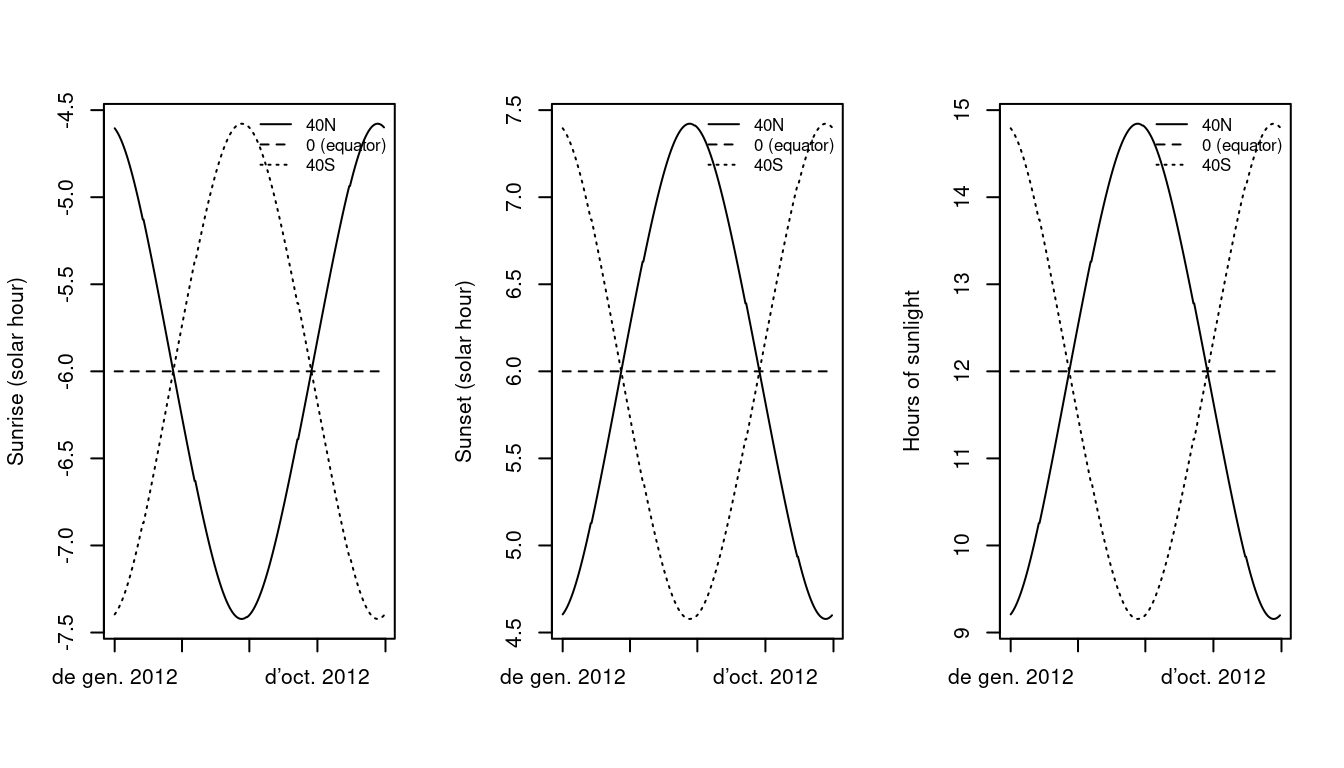 Sunrise (solar hour)
-4.5
-5.0
-5.5
-6.0
-6.5
-7.0
-7.5
40N
0 (equator)
40S
de gen. 2012
d'oct. 2012
Sunset (solar hour)
7.5
7.0
6.5
6.0
5.5
5.0
4.5
40N
0 (equator)
40S
de gen. 2012
d'oct. 2012
Hours of sunlight
15
14
13
12
11
10
9
40N
0 (equator)
40S
de gen. 2012
d'oct. 2012